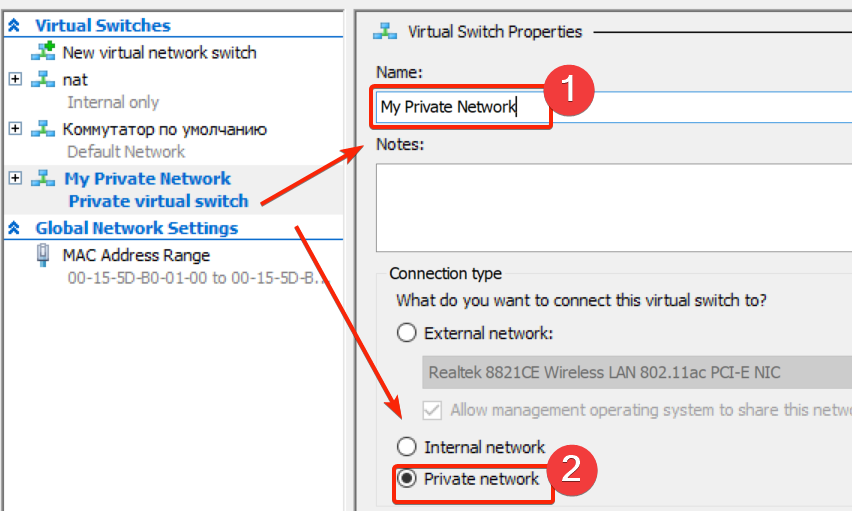 Virtual Switches
New virtual network switch
nat
Internal only
Коммутатор по умолчанию
Default Network
My Private Network
Private virtual switch
Global Network Settings
MAC Address Range
00-15-5D-B0-01-00 to 00-15-5D-B...
Virtual Switch Properties
Name:
1
My Private Network
Notes:
Connection type
What do you want to connect this virtual switch to?
External network:
Realtek 8821CE Wireless LAN 802.11ac PCI-E NIC
Allow management operating system to share this netwo
Internal network
Private network
2